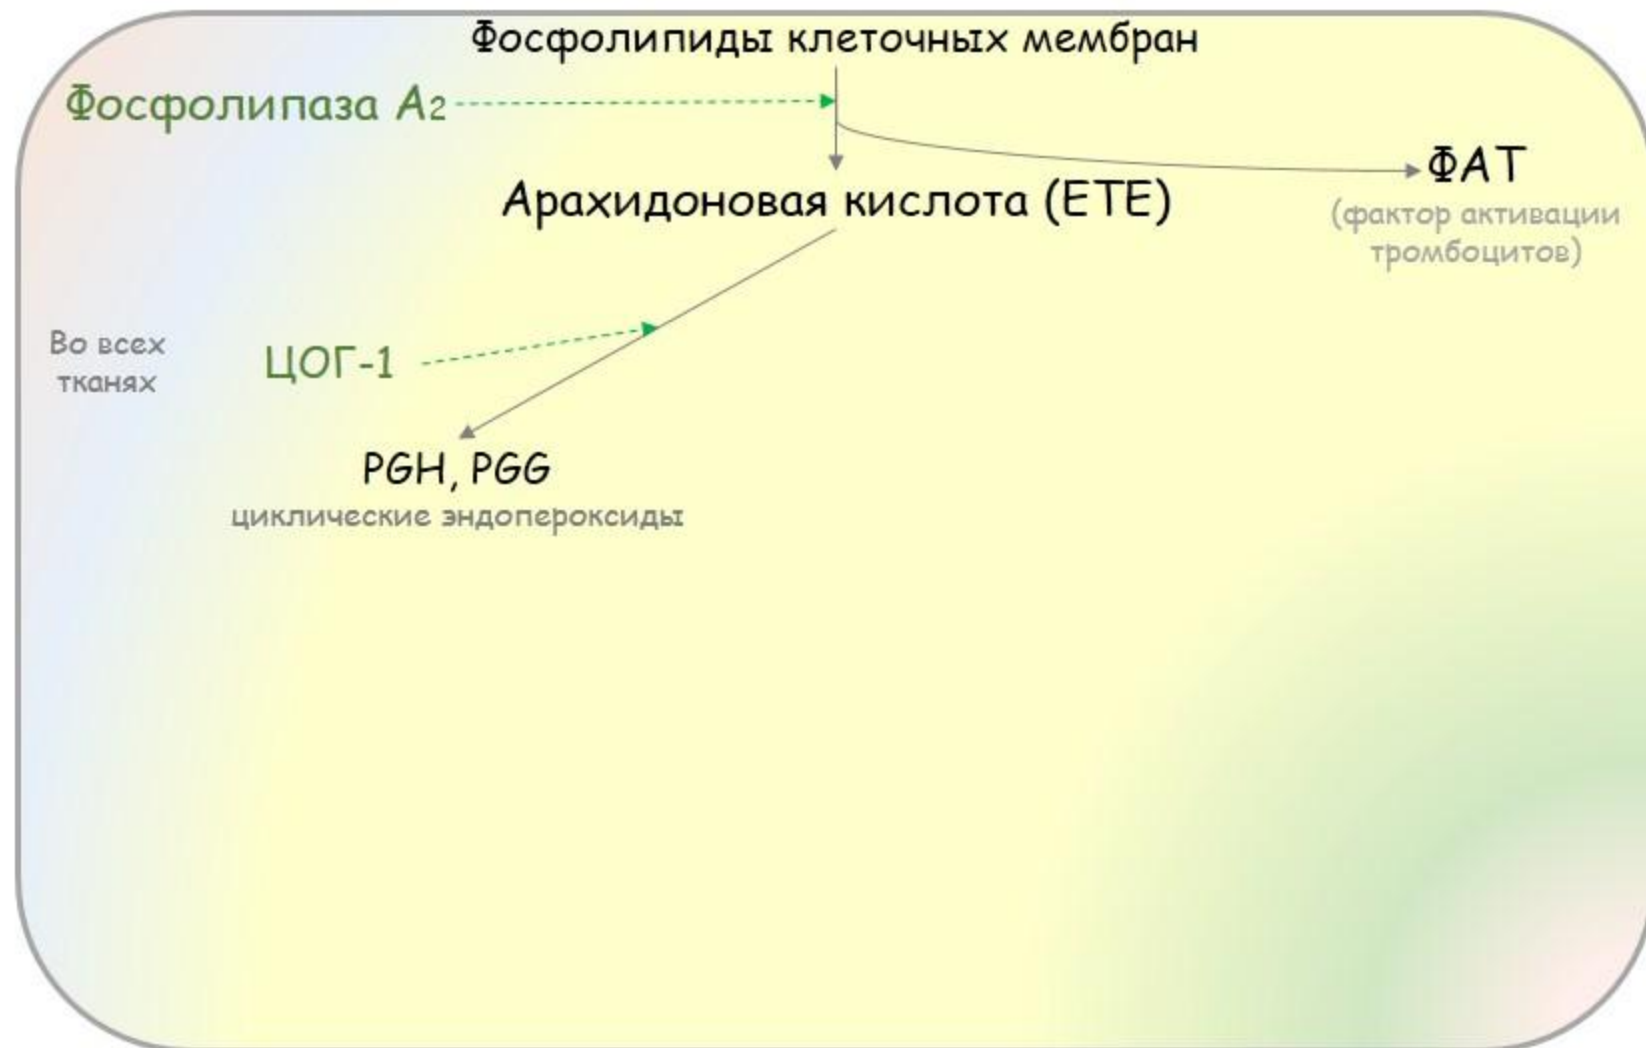 Фосфолипиды клеточных мембран
Фосфолипаза А2
ФАТ
(фактор активации
тромбоцитов)
Арахидоновая кислота (ЕТЕ)
Во всех
тканях
ЦОГ-1
PGH, PGG
циклические эндопероксиды